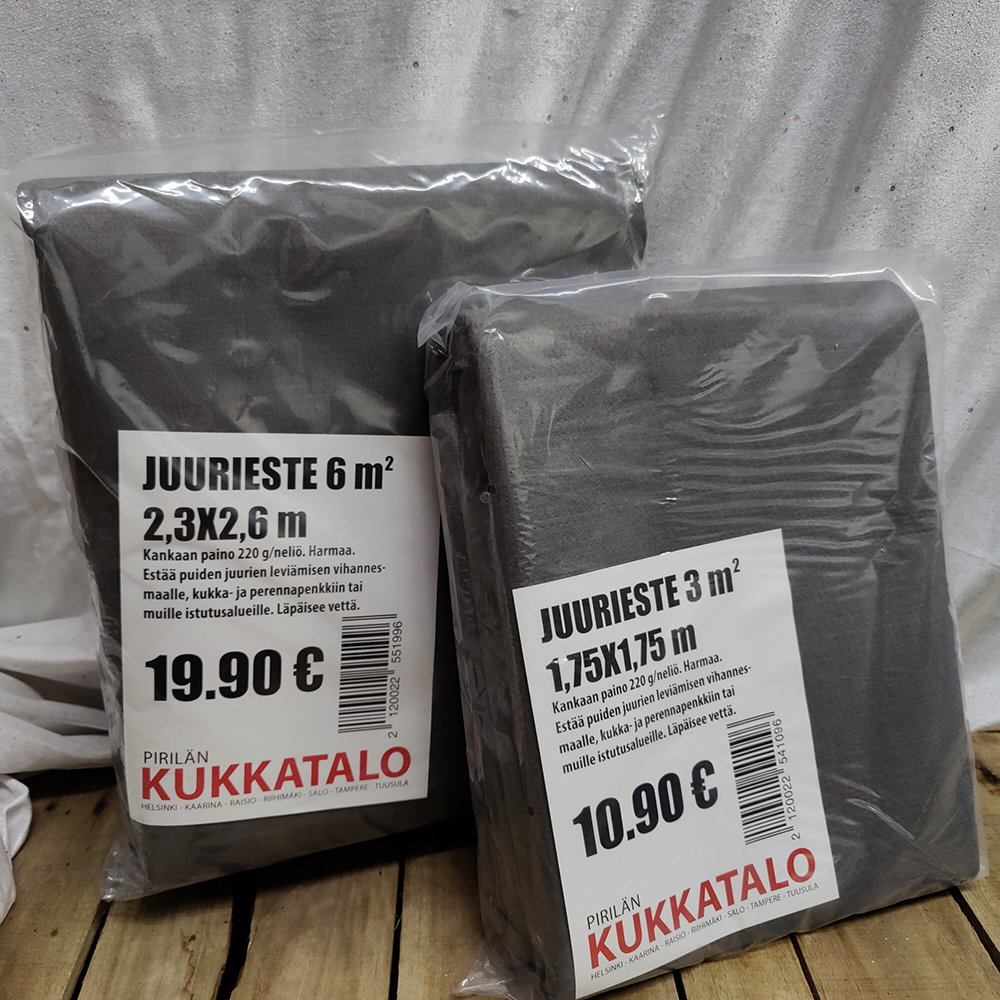 JUURIESTE 6 m²
2,3X2,6 m
Kankaan paino 220 g/neliö. Harmaa.
Estää puiden juurien leviämisen vihannes-
maalle, kukka- ja perennapenkkiin tai
muille istutusalueille. Läpäisee vettä.
19.90 €
2 120022 551996
PIRILÄN
KUKKATALO
HELSINKI - KAARINA - RAISIO - RIIHIMÄKI - SALO - TAMPERE - TUUSULA
JUURIESTE 3 m²
1,75X1,75 m
Kankaan paino 220 g/neliö. Harmaa.
Estää puiden juurien leviämisen vihannes-
maalle, kukka- ja perennapenkkiin tai
muille istutusalueille. Läpäisee vettä.
10.90 €
2 120022 541096
PIRILÄN
KUKKATALO
HELSINKI - KAARINA - RAISIO - RIIHIMÄKI - SALO - TAMPERE - TUUSULA